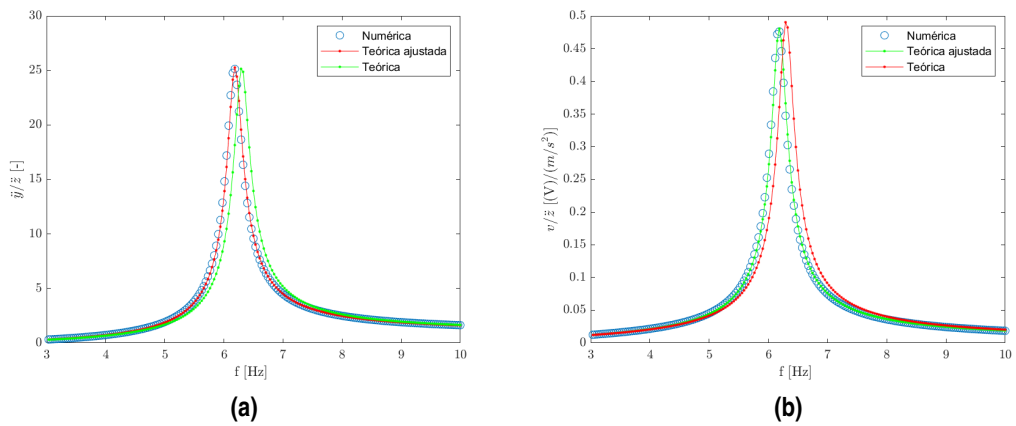 30
25
20
15
10
5
0
ÿ/z̈ [-]
3 4 5 6 7 8 9 10
f [Hz]
Numérica
Teórica ajustada
Teórica
(a)
0.5
0.45
0.4
0.35
0.3
0.25
0.2
0.15
0.1
0.05
0
v/z̈ [(V)/(m/s²)]
3 4 5 6 7 8 9 10
f [Hz]
Numérica
Teórica ajustada
Teórica
(b)